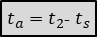 t_a = t_2 - t_s